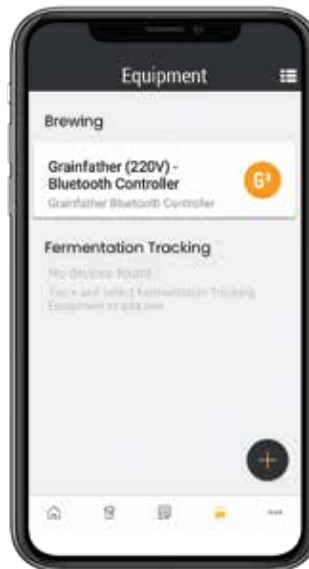 Equipment
Brewing
Grainfather (220V) -
Bluetooth Controller
G³
Grainfather Bluetooth Controller
Fermentation Tracking
No devices found
Tap + and select Fermentation Tracking
Equipment to add one